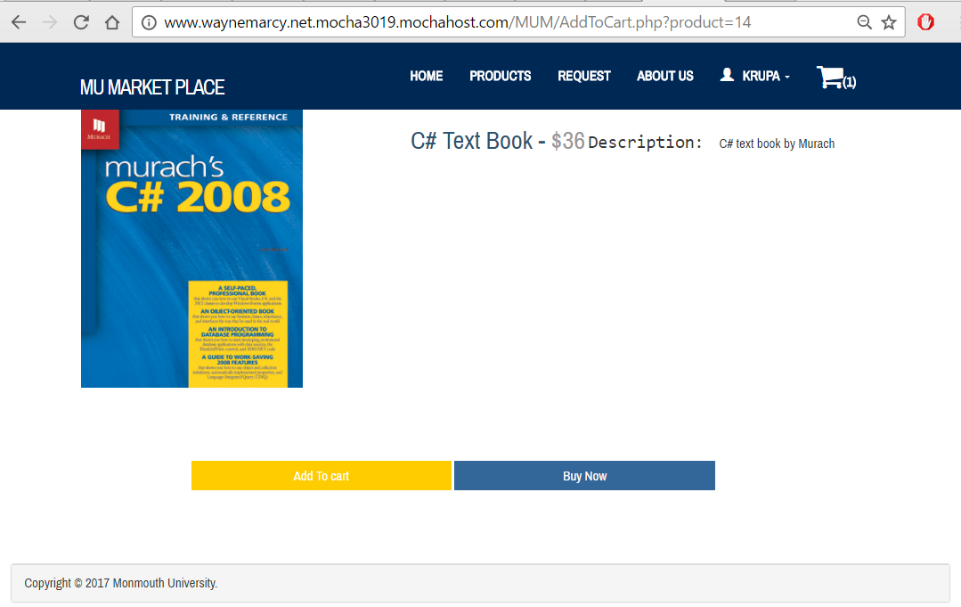 www.waynemarcy.net.mocha3019.mochahost.com/MUM/AddToCart.php?product=14
MU MARKET PLACE
HOME PRODUCTS REQUEST ABOUT US KRUPA (1)
TRAINING & REFERENCE
MURACH
murach's
C# 2008
A SELF-PACED,
PROFESSIONAL BOOK
AN OBJECT-ORIENTED BOOK
AN INTRODUCTION TO
DATABASE PROGRAMMING
A GUIDE TO WORK-SAVING
2008 FEATURES
C# Text Book - $36 Description: C# text book by Murach
Add To cart Buy Now
Copyright © 2017 Monmouth University.